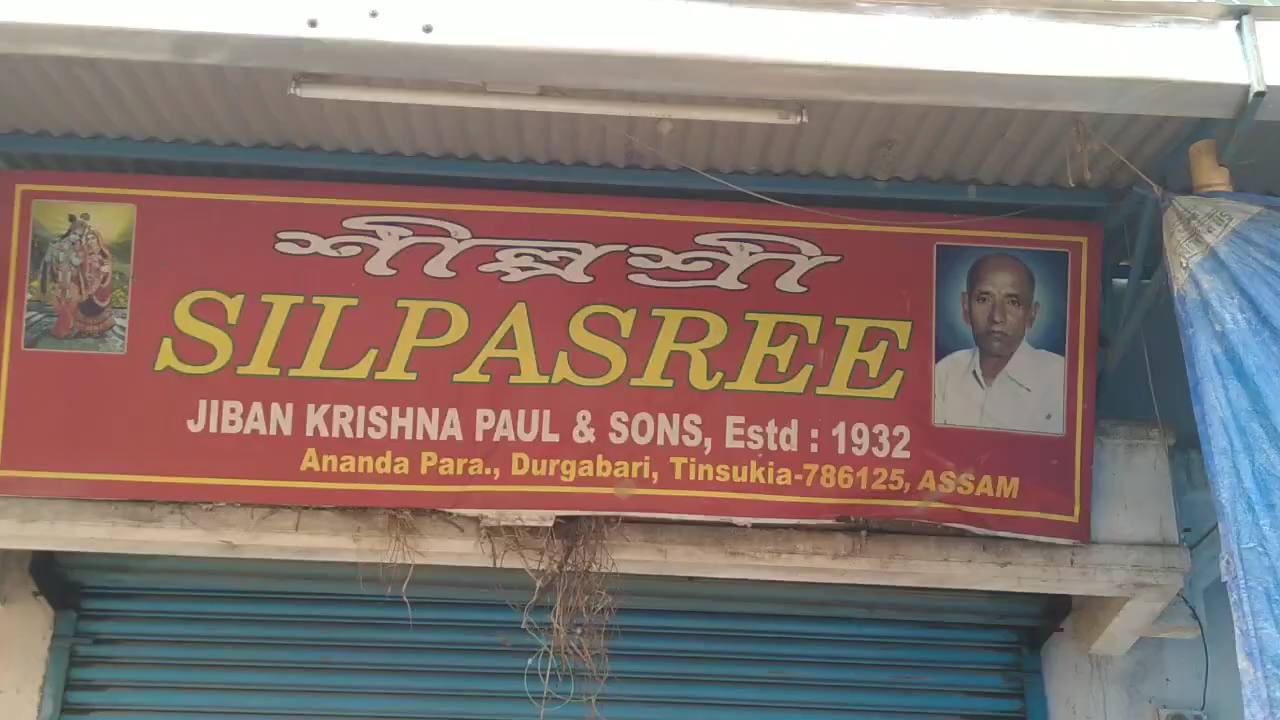 শীল্পশ্রী
SILPASREE
JIBAN KRISHNA PAUL & SONS, Estd : 1932
Ananda Para., Durgabari, Tinsukia-786125, ASSAM